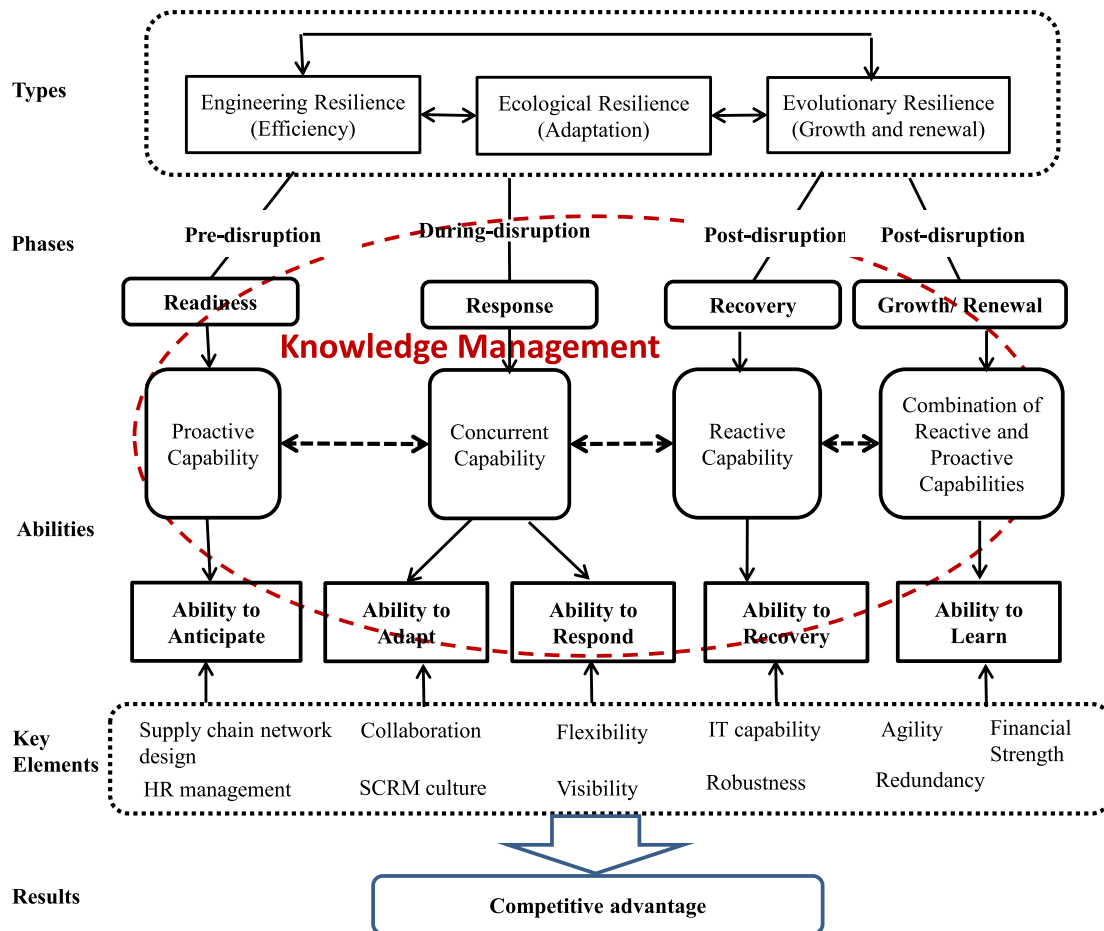 Types
Engineering Resilience
(Efficiency)
Ecological Resilience
(Adaptation)
Evolutionary Resilience
(Growth and renewal)
Phases
Pre-disruption
During-disruption
Post-disruption
Post-disruption
Readiness
Response
Recovery
Growth/ Renewal
Knowledge Management
Proactive
Capability
Concurrent
Capability
Reactive
Capability
Combination of
Reactive and
Proactive
Capabilities
Abilities
Ability to
Anticipate
Ability to
Adapt
Ability to
Respond
Ability to
Recovery
Ability to
Learn
Key
Elements
Supply chain network
design
HR management
Collaboration
SCRM culture
Flexibility
Visibility
IT capability
Robustness
Agility
Redundancy
Financial
Strength
Results
Competitive advantage